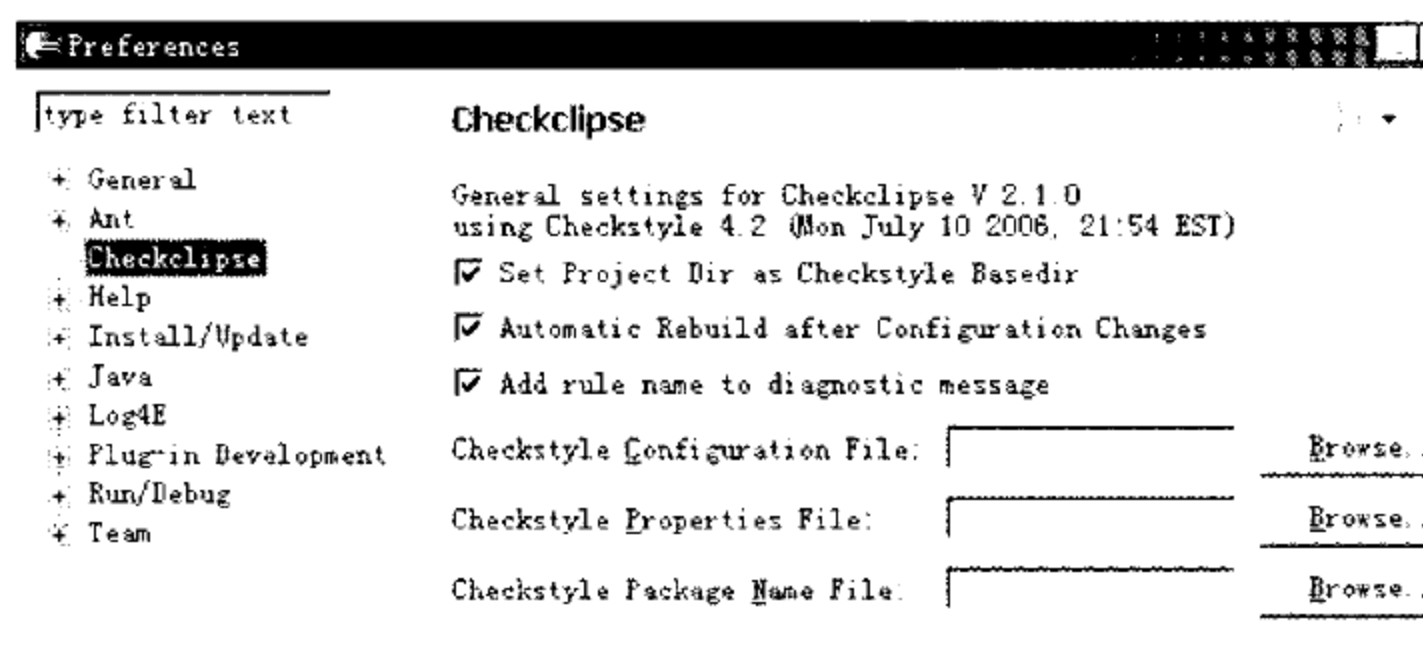 Preferences
type filter text
General
Ant
Checkclipse
Help
Install/Update
Java
Log4E
Plug-in Development
Run/Debug
Team
Checkclipse
General settings for Checkclipse V 2.1.0
using Checkstyle 4.2 (Mon July 10 2006, 21:54 EST)
Set Project Dir as Checkstyle Basedir
Automatic Rebuild after Configuration Changes
Add rule name to diagnostic message
Checkstyle Configuration File: Browse..
Checkstyle Properties File: Browse..
Checkstyle Package Name File: Browse..